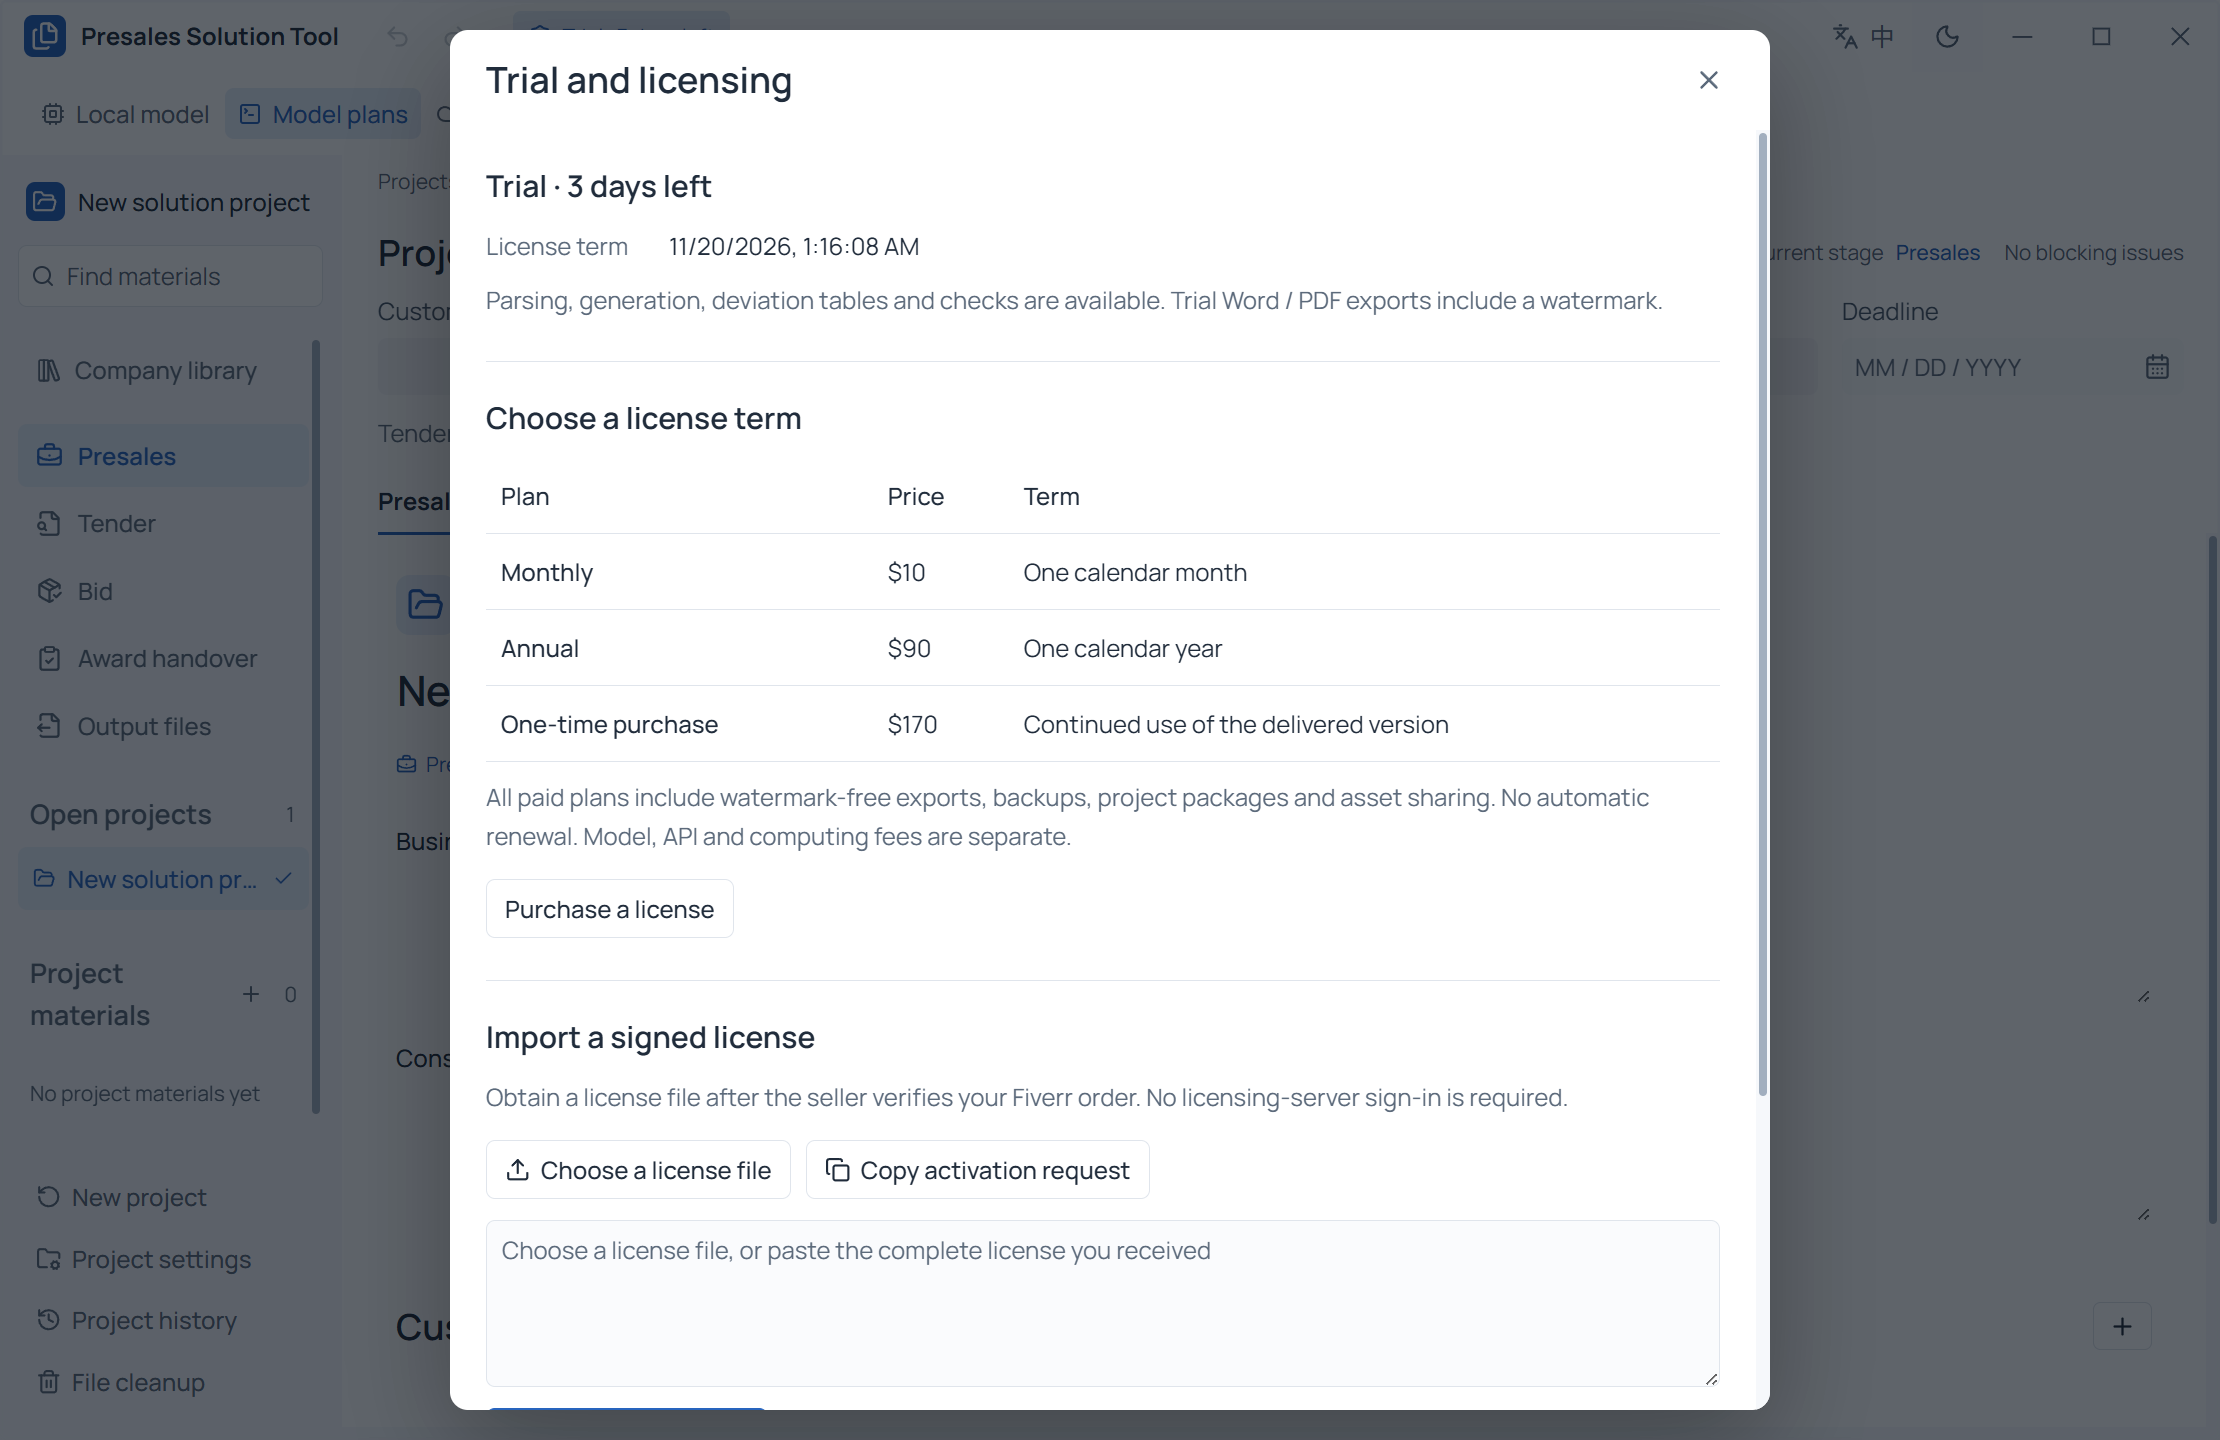 Presales Solution Tool
中
Local model
Model plans
New solution project
Find materials
Company library
Presales
Tender
Bid
Award handover
Output files
Open projects 1
New solution pr...
Project materials 0
No project materials yet
New project
Project settings
Project history
File cleanup
Presales No blocking issues
stage
Deadline
MM / DD / YYYY
Trial and licensing
Trial · 3 days left
License term 11/20/2026, 1:16:08 AM
Parsing, generation, deviation tables and checks are available. Trial Word / PDF exports include a watermark.
Choose a license term
Plan Price Term
Monthly $10 One calendar month
Annual $90 One calendar year
One-time purchase $170 Continued use of the delivered version
All paid plans include watermark-free exports, backups, project packages and asset sharing. No automatic
renewal. Model, API and computing fees are separate.
Purchase a license
Import a signed license
Obtain a license file after the seller verifies your Fiverr order. No licensing-server sign-in is required.
Choose a license file
Copy activation request
Choose a license file, or paste the complete license you received